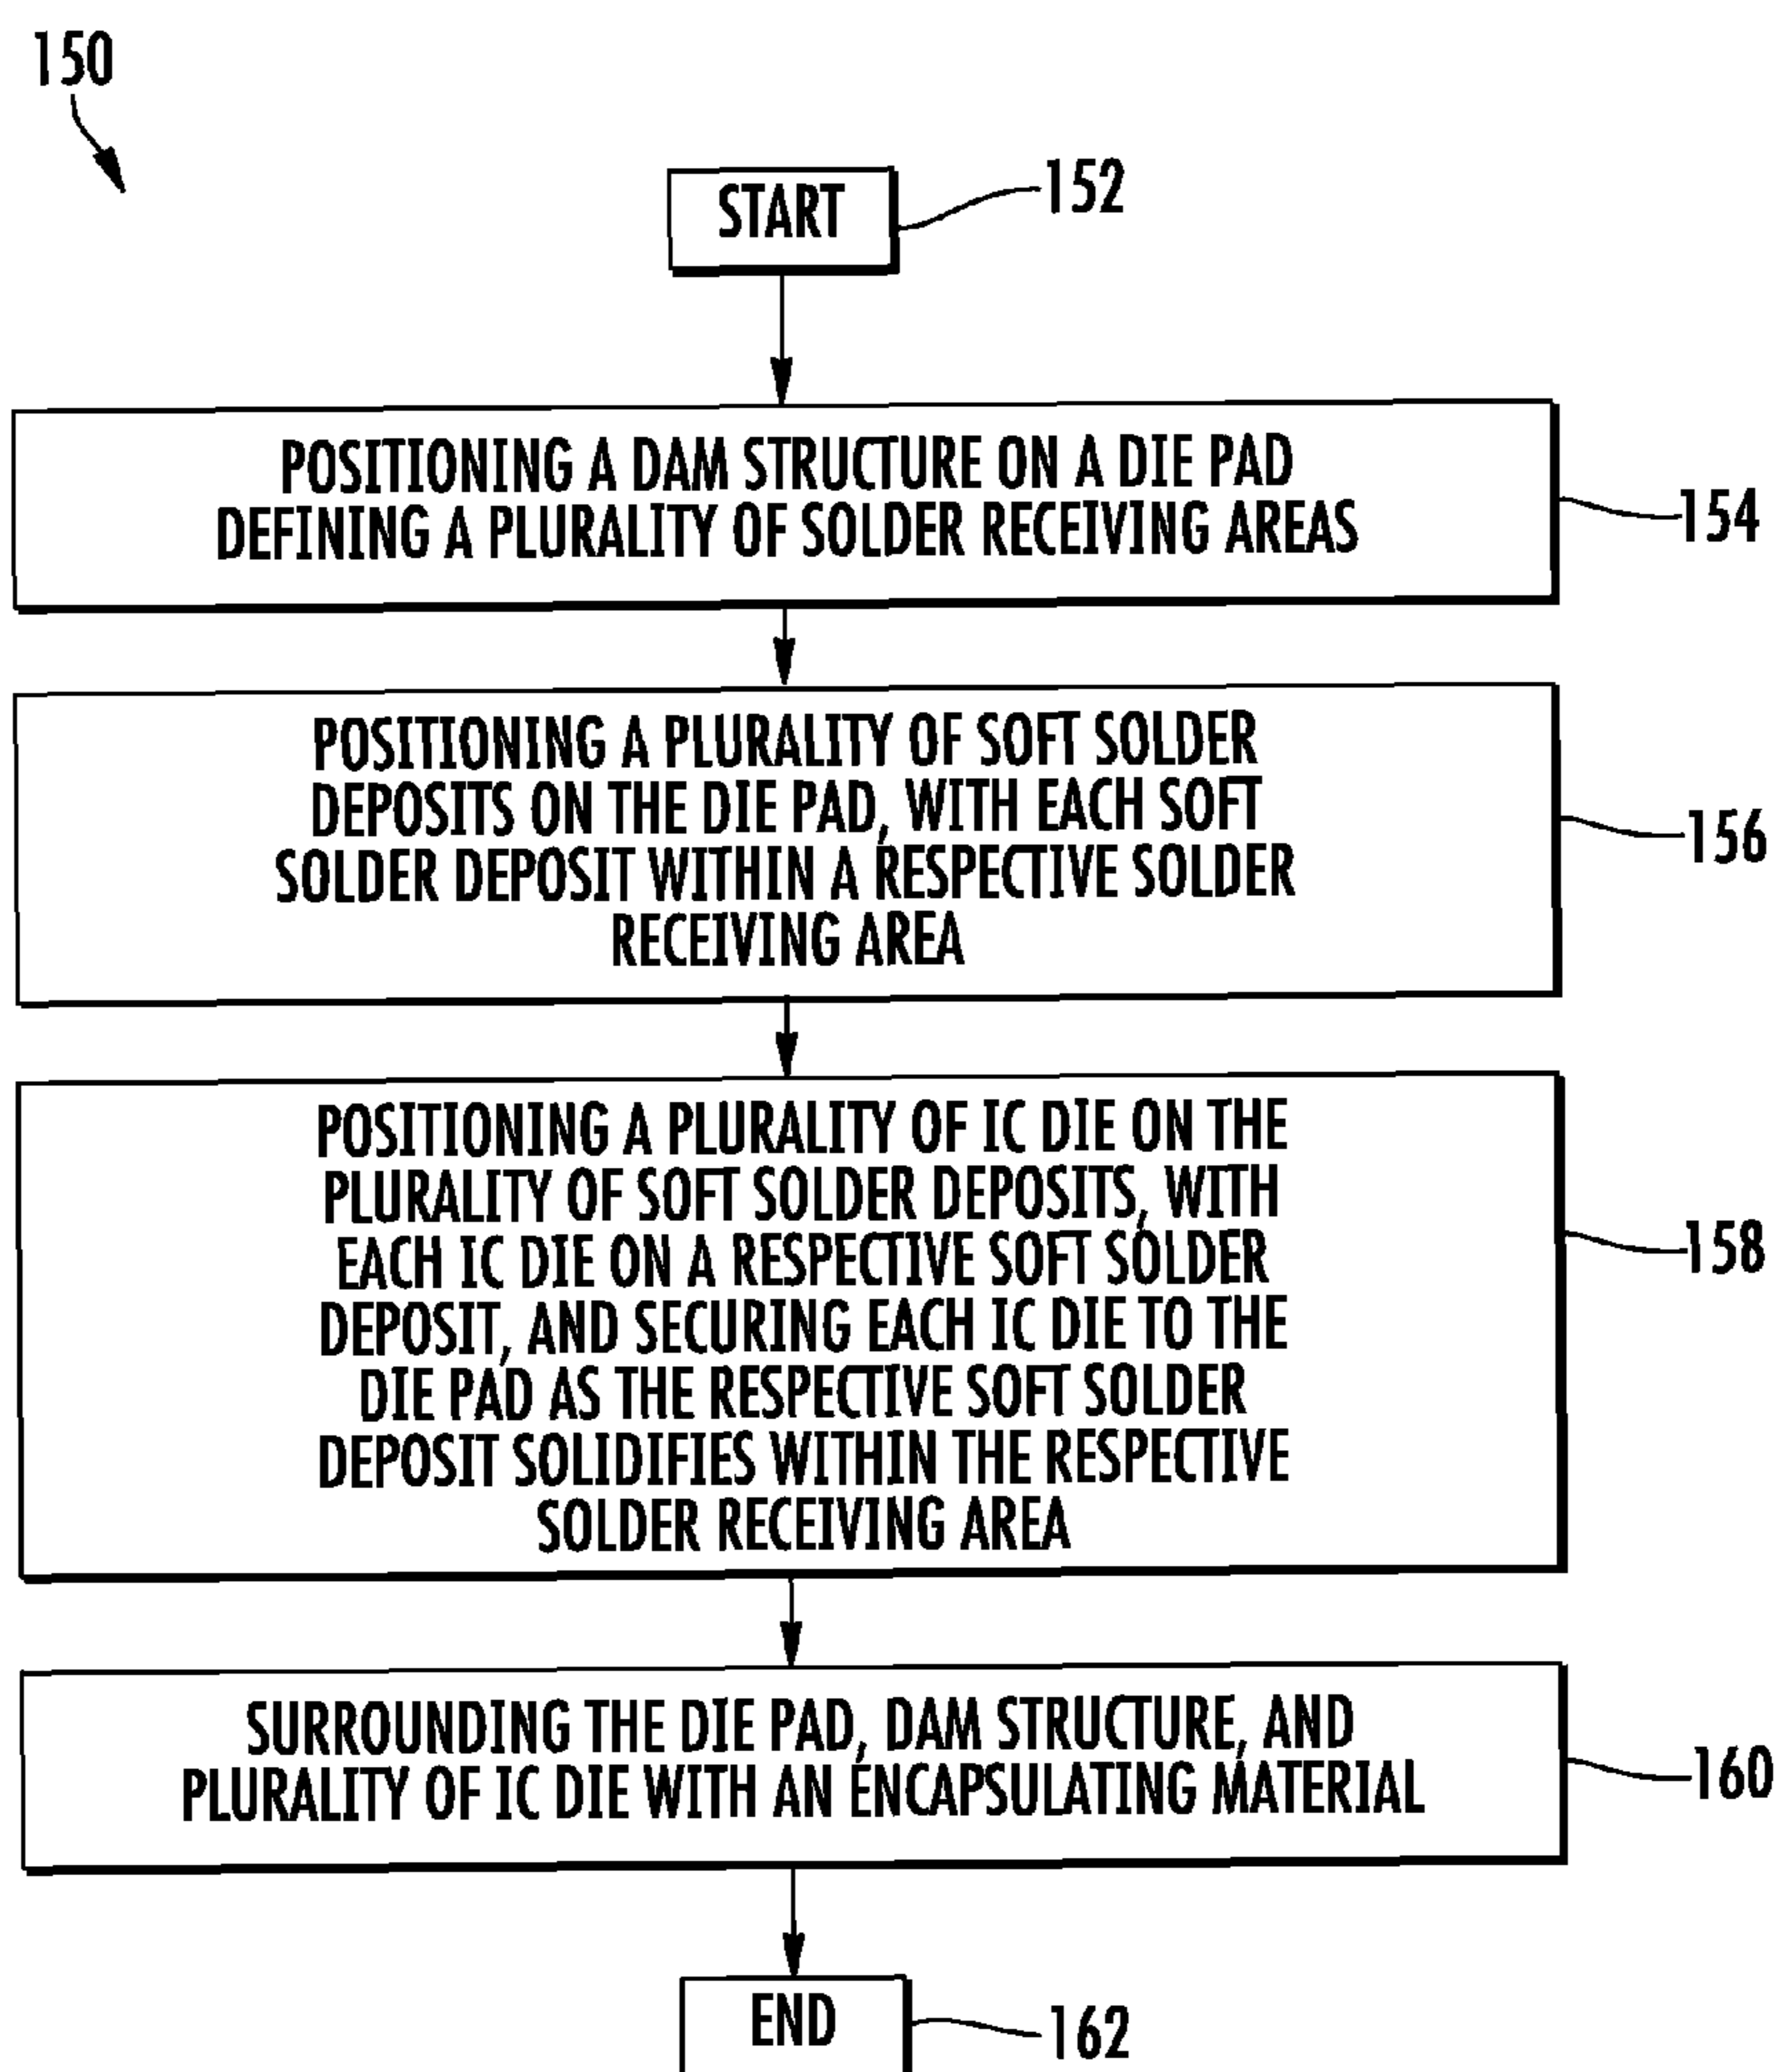 150
START
152
POSITIONING A DAM STRUCTURE ON A DIE PAD
DEFINING A PLURALITY OF SOLDER RECEIVING AREAS
154
POSITIONING A PLURALITY OF SOFT SOLDER
DEPOSITS ON THE DIE PAD, WITH EACH SOFT
SOLDER DEPOSIT WITHIN A RESPECTIVE SOLDER
RECEIVING AREA
156
POSITIONING A PLURALITY OF IC DIE ON THE
PLURALITY OF SOFT SOLDER DEPOSITS, WITH
EACH IC DIE ON A RESPECTIVE SOFT SOLDER
DEPOSIT, AND SECURING EACH IC DIE TO THE
DIE PAD AS THE RESPECTIVE SOFT SOLDER
DEPOSIT SOLIDIFIES WITHIN THE RESPECTIVE
SOLDER RECEIVING AREA
158
SURROUNDING THE DIE PAD, DAM STRUCTURE, AND
PLURALITY OF IC DIE WITH AN ENCAPSULATING MATERIAL
160
END
162